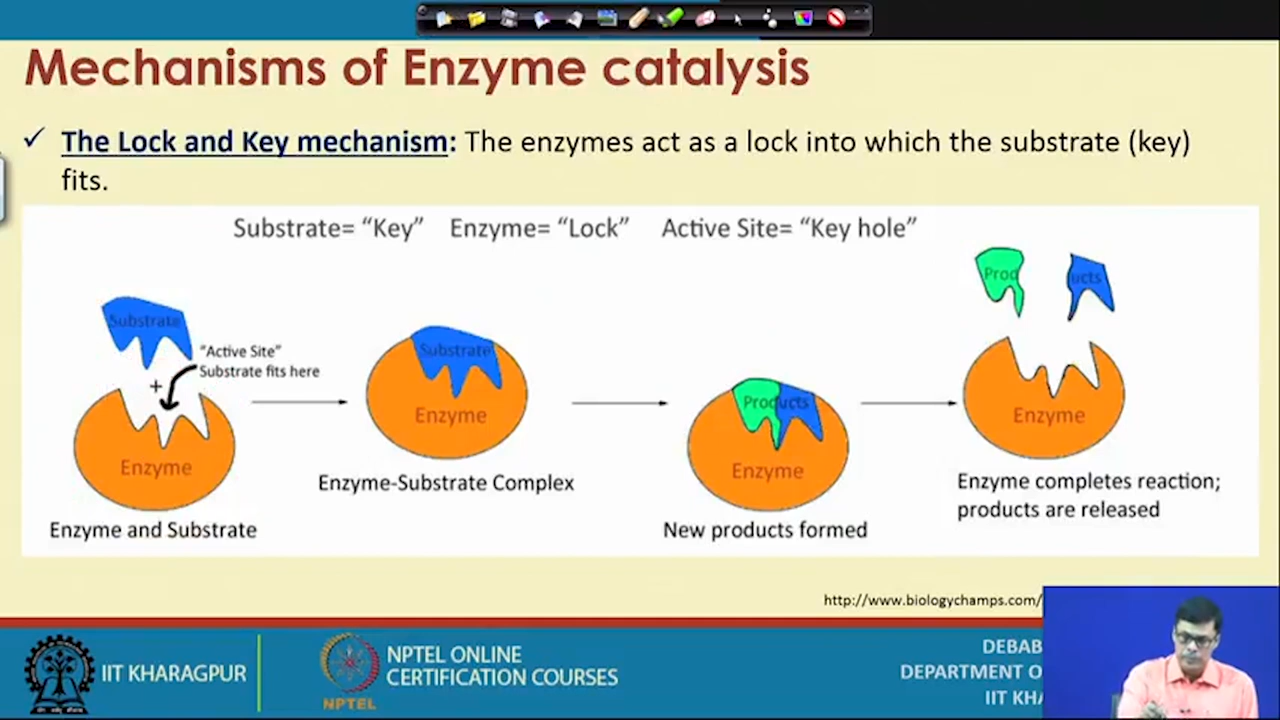 Mechanisms of Enzyme catalysis
✓ The Lock and Key mechanism: The enzymes act as a lock into which the substrate (key)
fits.
Substrate= “Key” Enzyme= “Lock” Active Site= “Key hole”
Substrate
“Active Site”
Substrate fits here
+
Enzyme
Enzyme and Substrate
Substrate
Enzyme
Enzyme-Substrate Complex
Products
Enzyme
New products formed
Prod
ucts
Enzyme
Enzyme completes reaction;
products are released
http://www.biologychamps.com/
IIT KHARAGPUR
NPTEL
NPTEL ONLINE
CERTIFICATION COURSES
DEBAB
DEPARTMENT O
IIT KHA